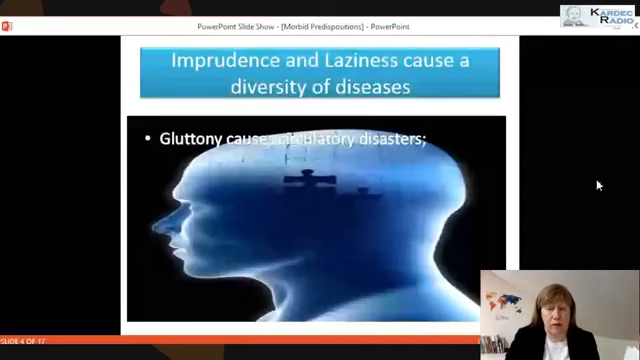 PowerPoint Slide Show - [Morbid Predispositions] - PowerPoint
KARDEC
RADIO
Imprudence and Laziness cause a
diversity of diseases
• Gluttony causes circulatory disasters;
SLIDE 4 OF 17